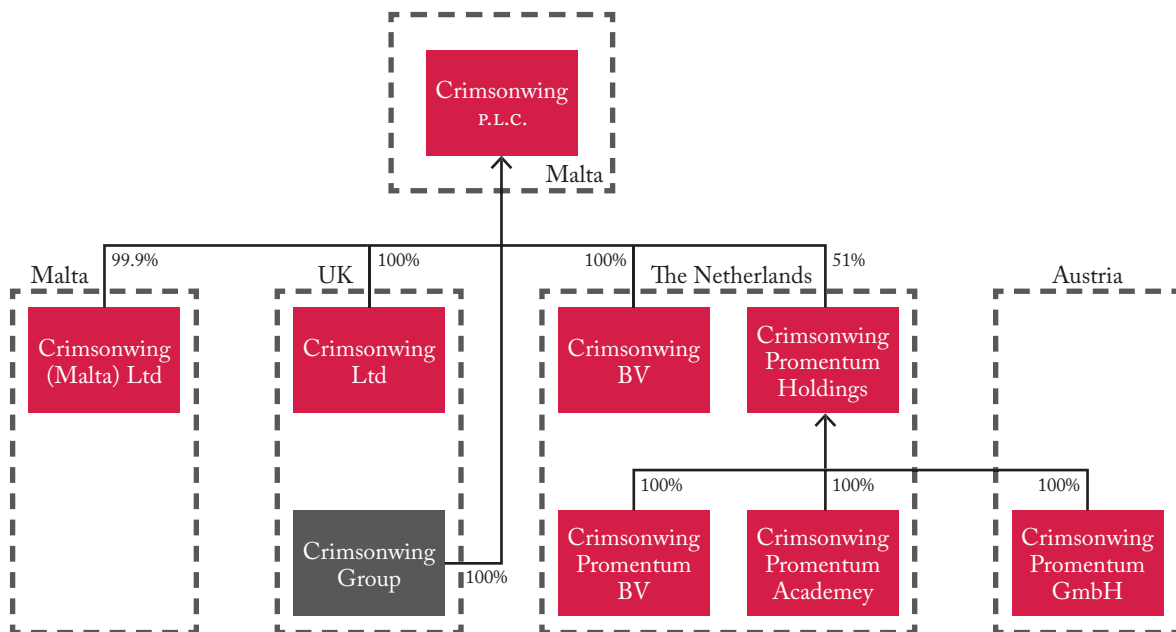 Crimsonwing
P.L.C.
Malta
99.9%
100%
100%
51%
Malta
UK
The Netherlands
Austria
Crimsonwing
(Malta) Ltd
Crimsonwing
Ltd
Crimsonwing
BV
Crimsonwing
Promentum
Holdings
100%
100%
100%
Crimsonwing
Group
100%
Crimsonwing
Promentum
BV
Crimsonwing
Promentum
Academey
Crimsonwing
Promentum
GmbH